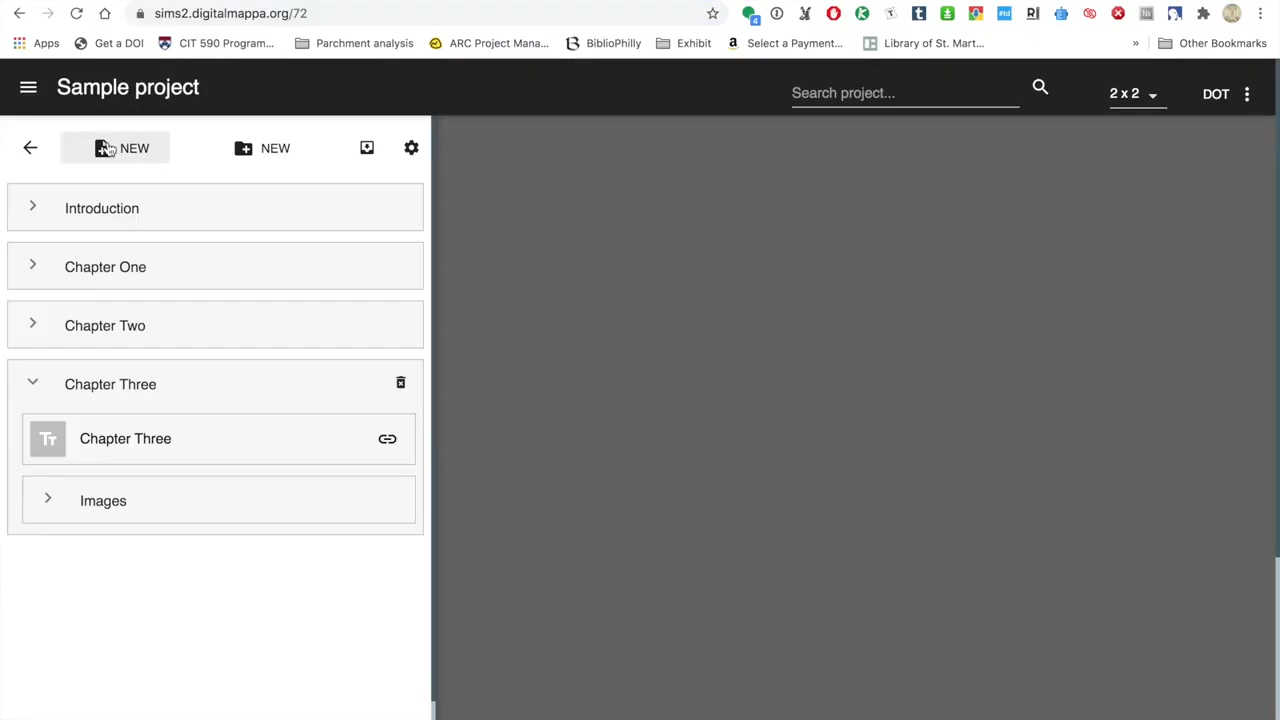 sims2.digitalmappa.org/72
4
Apps Get a DOI CIT 590 Program... Parchment analysis ARC Project Mana... BiblioPhilly Exhibit Select a Payment... Library of St. Mart... » Other Bookmarks
Sample project Search project... 2 x 2 DOT
NEW NEW
Introduction
Chapter One
Chapter Two
Chapter Three
Tт Chapter Three
Images